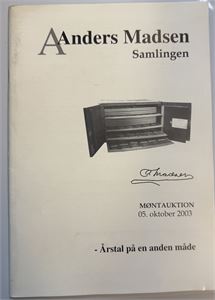 A Anders Madsen
Samlingen
MØNTAUKTION
05. oktober 2003
- Årstal på en anden måde